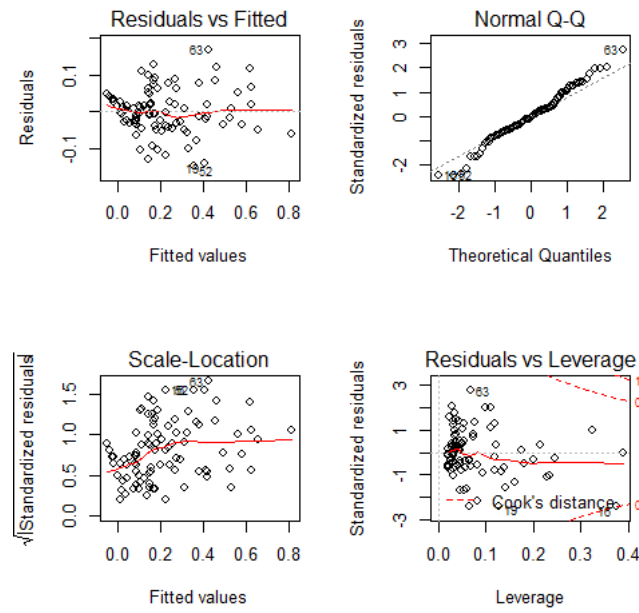 Residuals vs Fitted
Residuals
-0.1
0.1
63
19
52
0.0 0.2 0.4 0.6 0.8
Fitted values
Normal Q-Q
Standardized residuals
-2 0 1 2 3
63
-2 -1 0 1 2
Theoretical Quantiles
Scale-Location
√|Standardized residuals|
0.0 0.5 1.0 1.5
63
0.0 0.2 0.4 0.6 0.8
Fitted values
Residuals vs Leverage
Standardized residuals
-3 -1 1 3
63
19
16
Cook's distance
0.0 0.1 0.2 0.3 0.4
Leverage